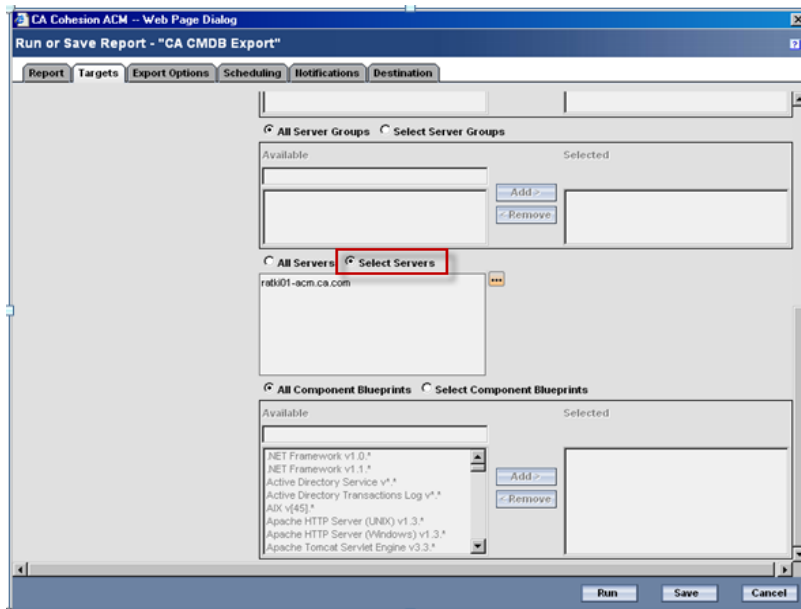 CA Cohesion ACM -- Web Page Dialog
Run or Save Report - "CA CMDB Export"
Report Targets Export Options Scheduling Notifications Destination
All Server Groups Select Server Groups
Available Selected
Add >
< Remove
All Servers Select Servers
ratki01-acm.ca.com
...
All Component Blueprints Select Component Blueprints
Available Selected
.NET Framework v1.0.*
.NET Framework v1.1.*
Active Directory Service v*.*
Active Directory Transactions Log v*.*
AIX v[45].*
Apache HTTP Server (UNIX) v1.3.*
Apache HTTP Server (Windows) v1.3.*
Apache Tomcat Servlet Engine v3.3.*
Add >
< Remove
Run Save Cancel